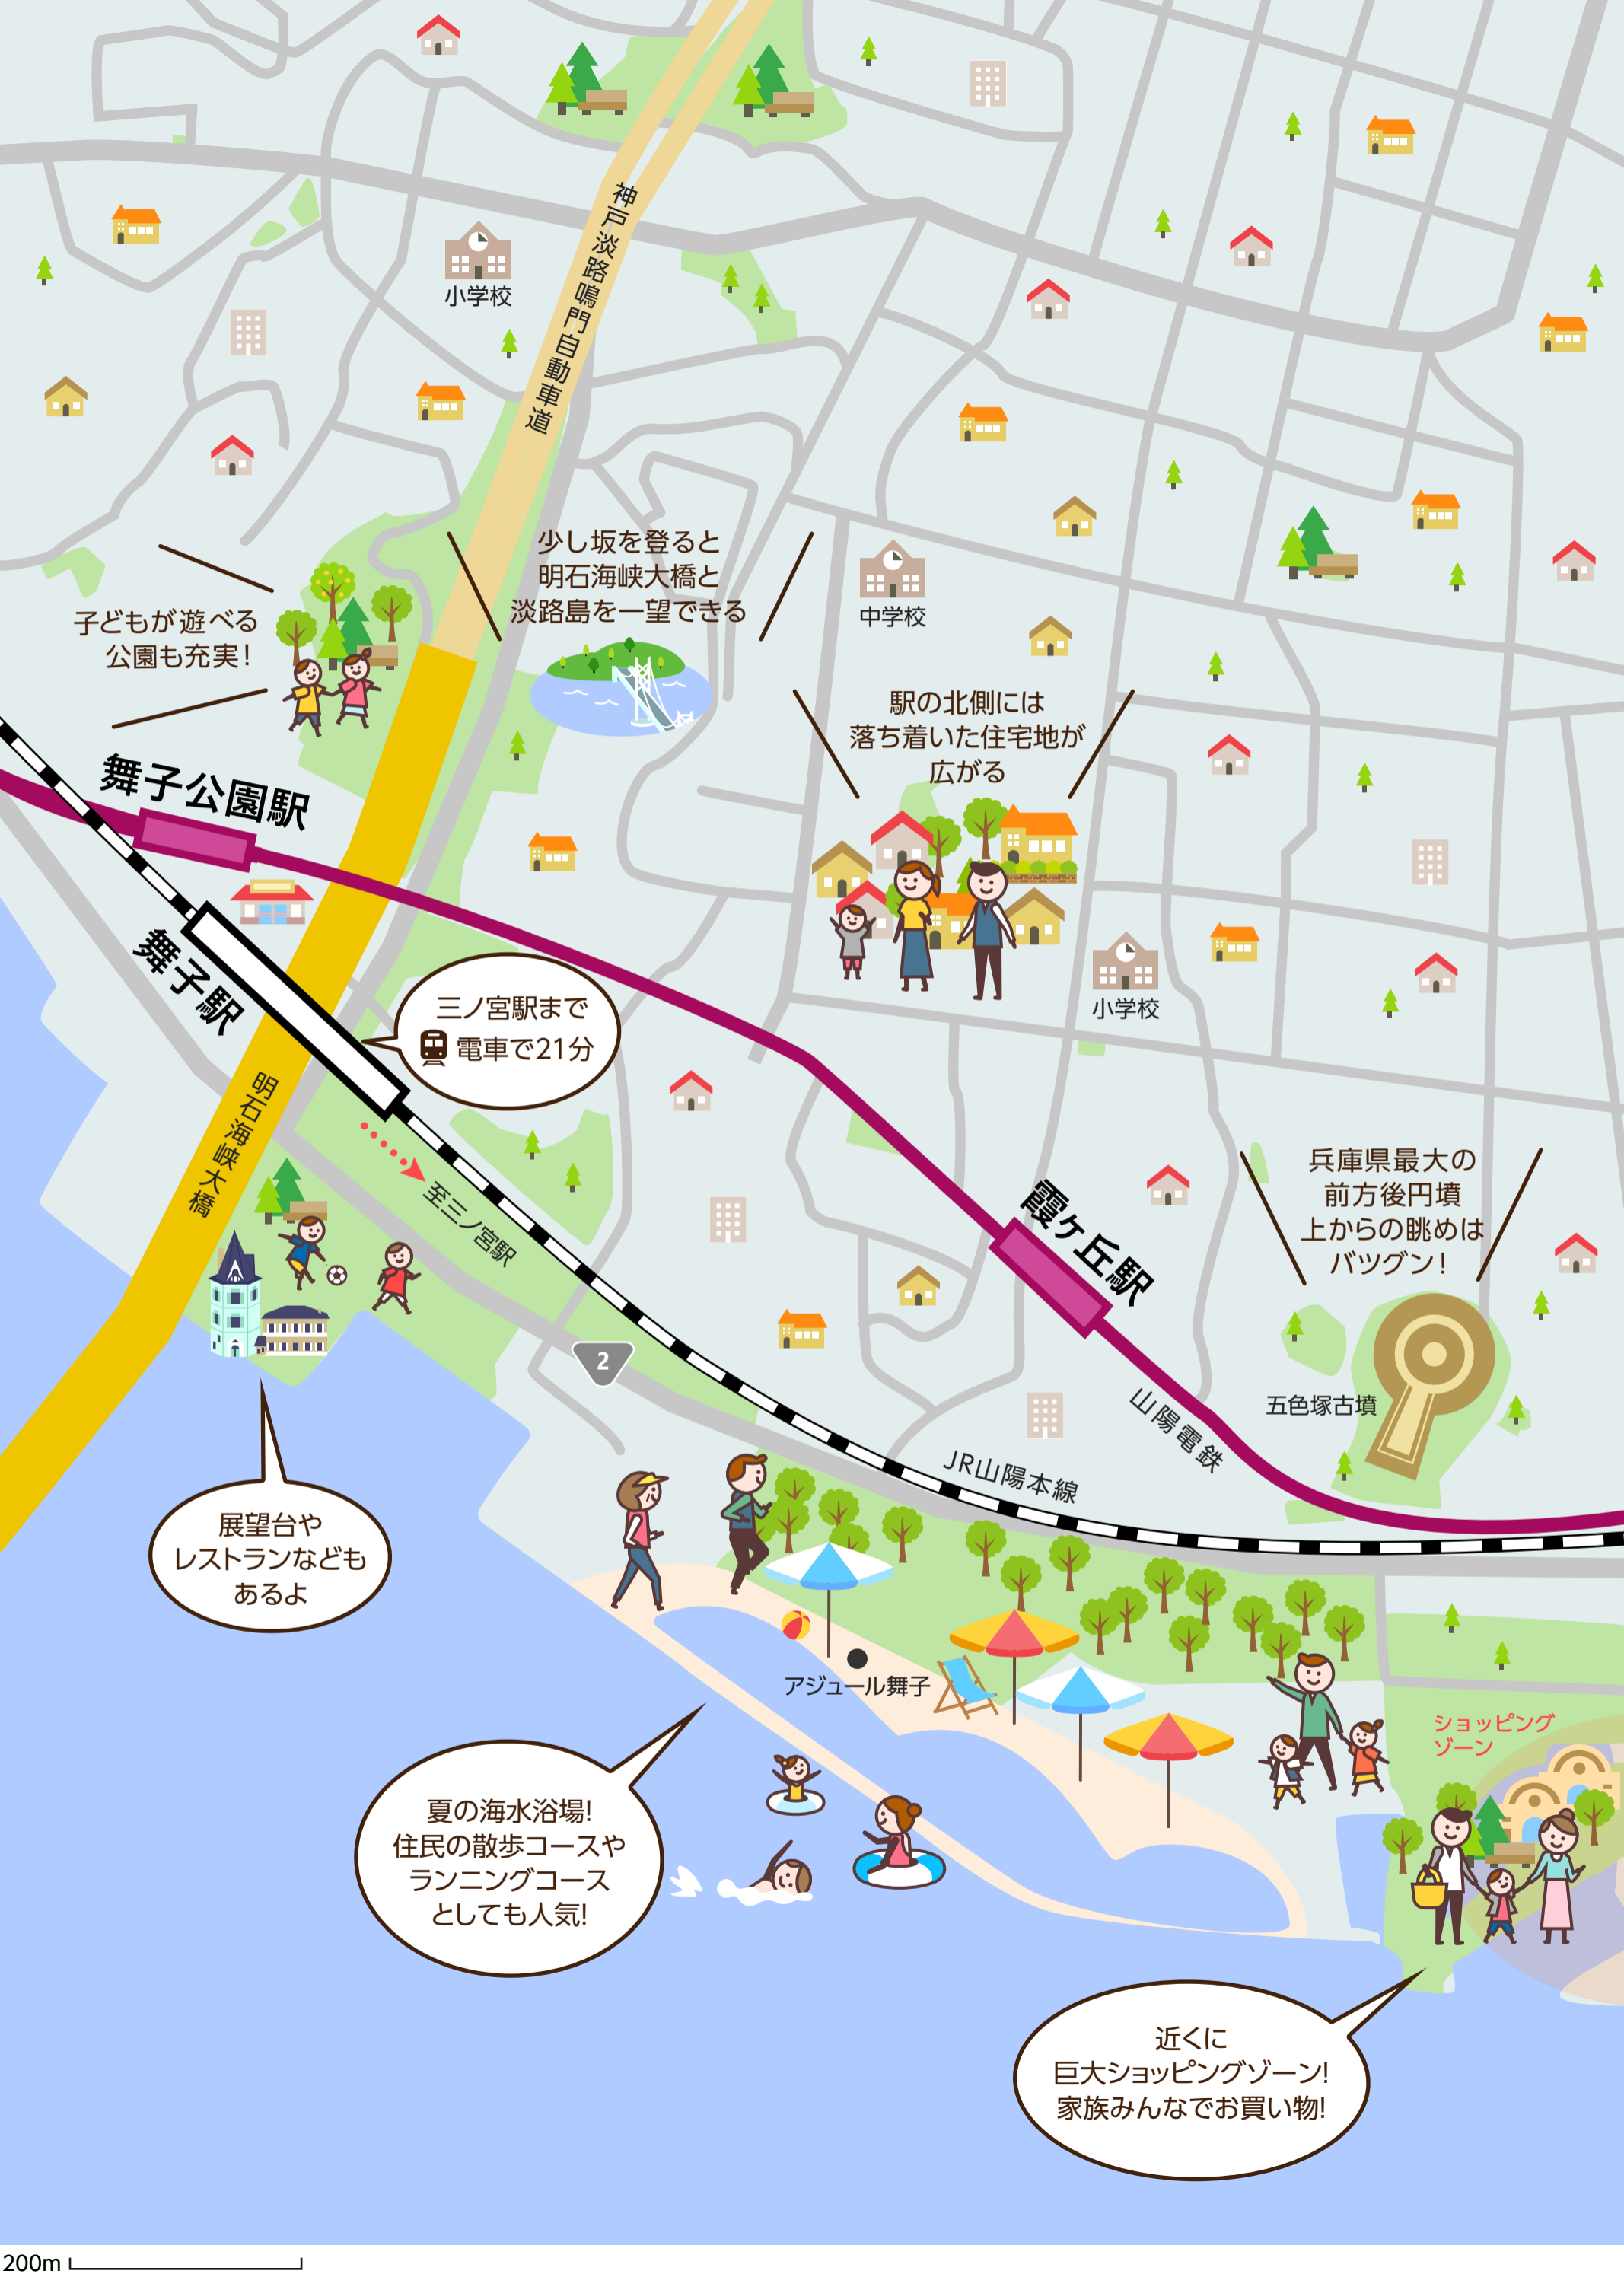 神戸淡路鳴門自動車道
小学校
少し坂を登ると
明石海峡大橋と
淡路島を一望できる
中学校
子どもが遊べる
公園も充実!
駅の北側には
落ち着いた住宅地が
広がる
舞子公園駅
舞子駅
三ノ宮駅まで
電車で21分
小学校
明石海峡大橋
至三ノ宮駅
兵庫県最大の
前方後円墳
上からの眺めは
バツグン!
霞ヶ丘駅
2
五色塚古墳
山陽電鉄
JR山陽本線
展望台や
レストランなども
あるよ
アジュール舞子
ショッピング
ゾーン
夏の海水浴場!
住民の散歩コースや
ランニングコース
としても人気!
近くに
巨大ショッピングゾーン!
家族みんなでお買い物!
200m